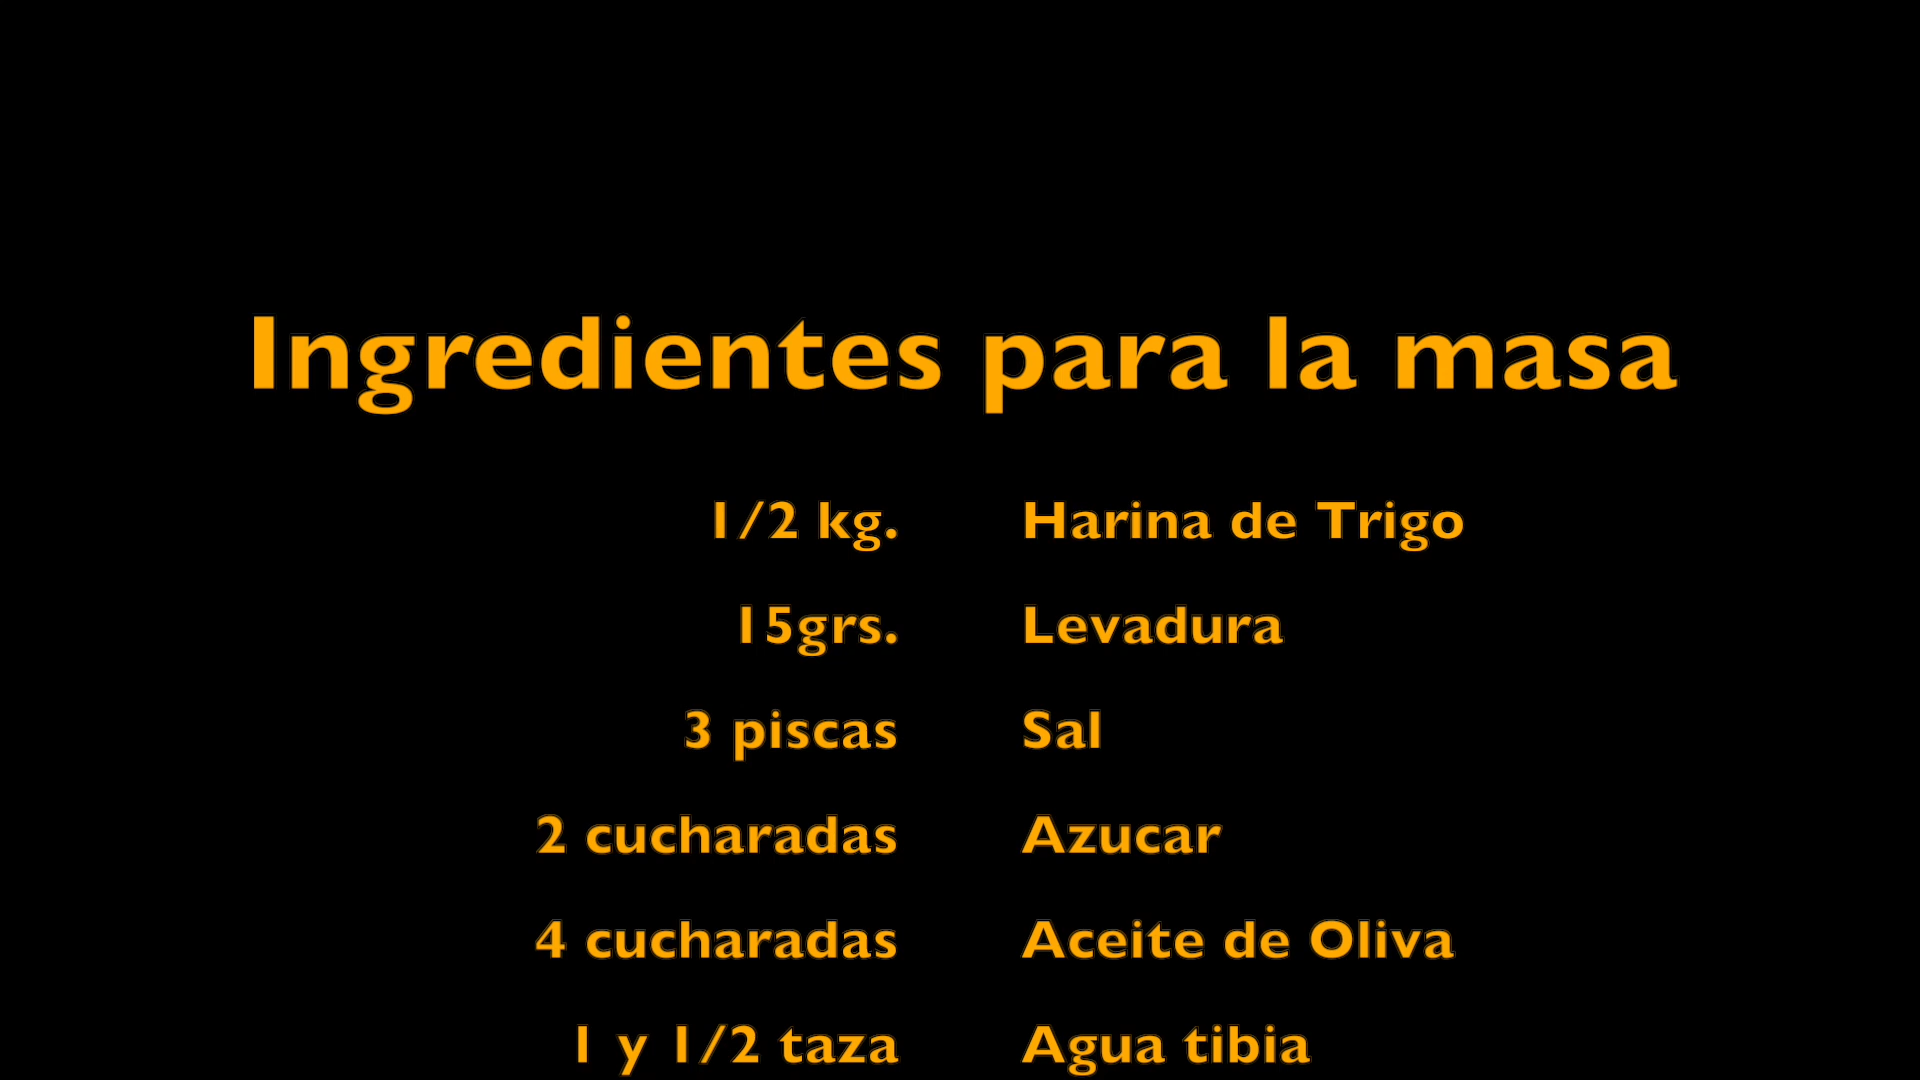 Ingredientes para la masa
1/2 kg. Harina de Trigo
15grs. Levadura
3 piscas Sal
2 cucharadas Azucar
4 cucharadas Aceite de Oliva
1 y 1/2 taza Agua tibia